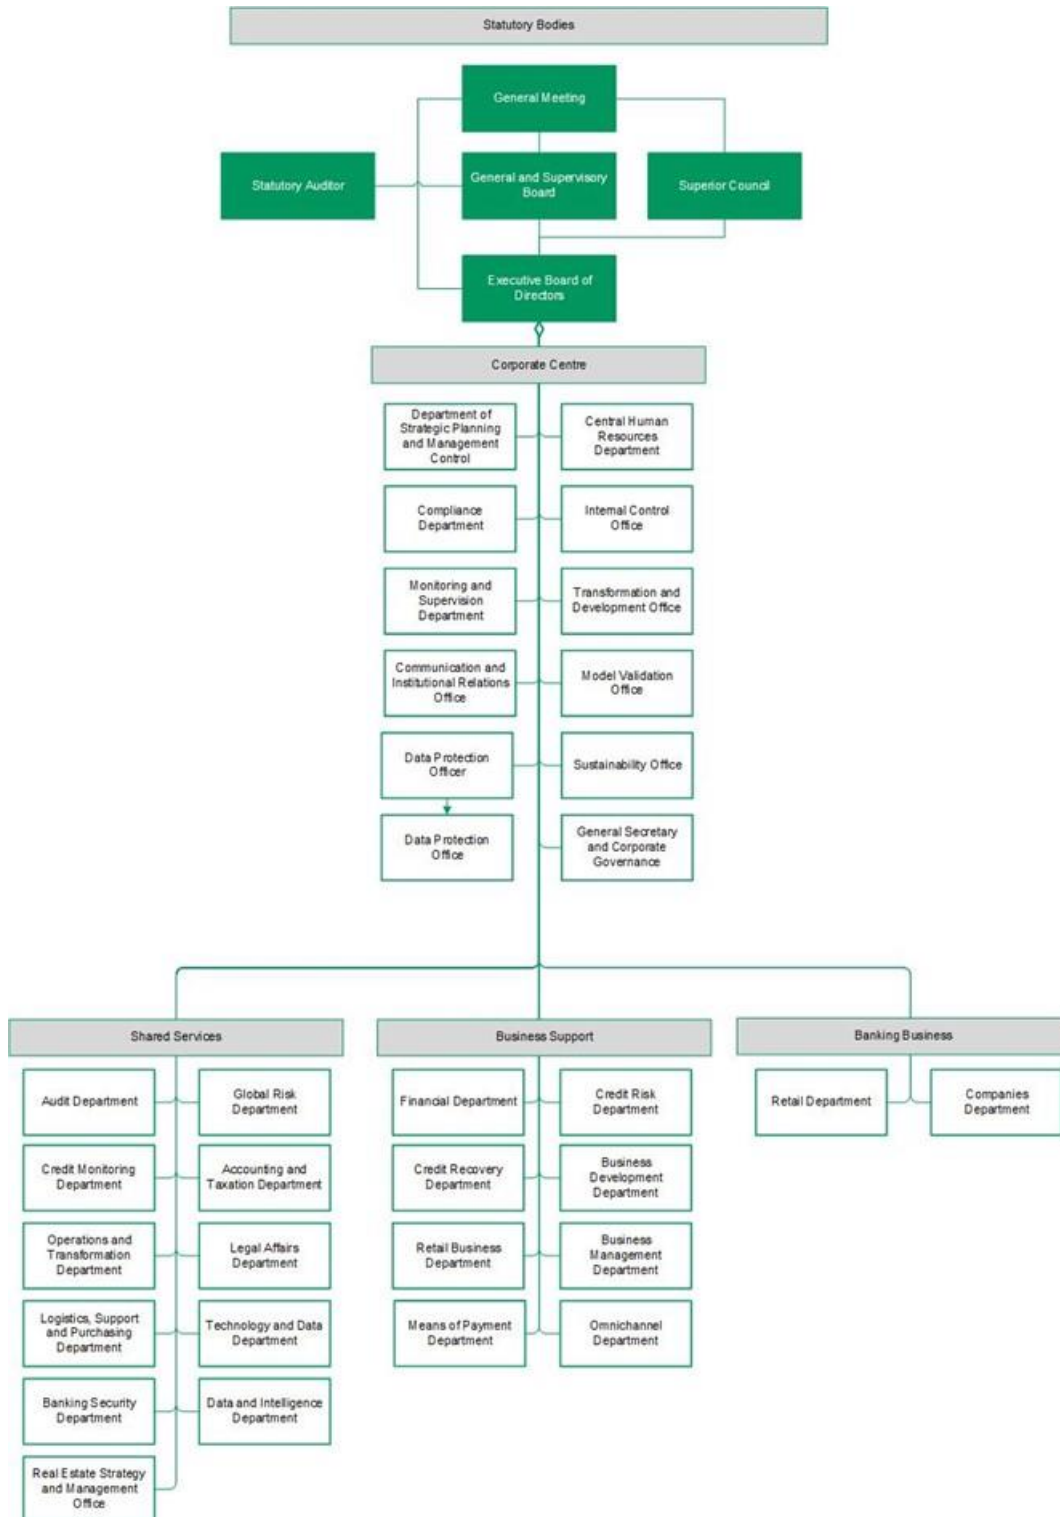 Statutory Bodies
General Meeting
Statutory Auditor
General and Supervisory
Board
Superior Council
Executive Board of
Directors
Corporate Centre
Department of
Strategic Planning
and Management
Control
Central Human
Resources
Department
Compliance
Department
Internal Control
Office
Monitoring and
Supervision
Department
Transformation and
Development Office
Communication and
Institutional Relations
Office
Model Validation
Office
Data Protection
Officer
Sustainability Office
Data Protection
Office
General Secretary
and Corporate
Governance
Shared Services
Audit Department
Global Risk
Department
Credit Monitoring
Department
Accounting and
Taxation Department
Operations and
Transformation
Department
Legal Affairs
Department
Logistics, Support
and Purchasing
Department
Technology and Data
Department
Banking Security
Department
Data and Intelligence
Department
Real Estate Strategy
and Management
Office
Business Support
Financial Department
Credit Risk
Department
Credit Recovery
Department
Business
Development
Department
Retail Business
Department
Business
Management
Department
Means of Payment
Department
Omnichannel
Department
Banking Business
Retail Department
Companies
Department